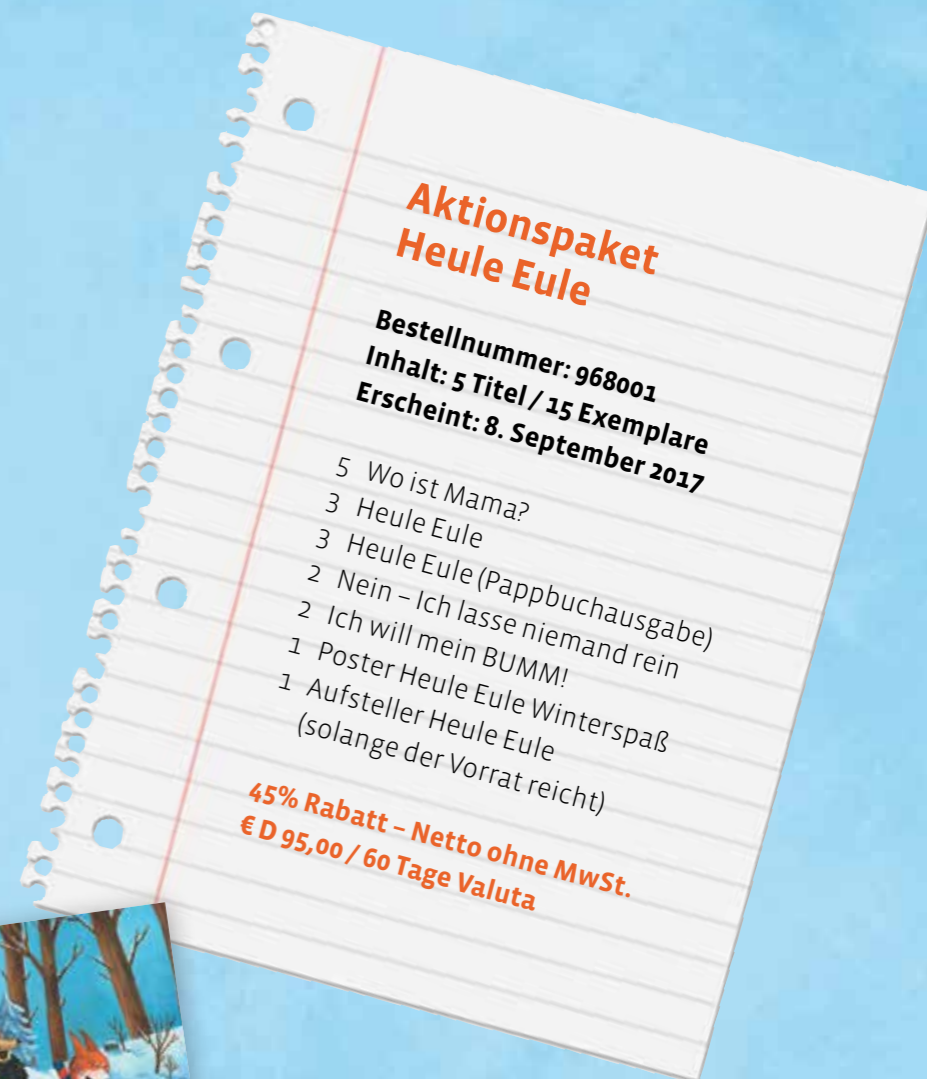 Aktionspaket
Heule Eule
Bestellnummer: 968001
Inhalt: 5 Titel / 15 Exemplare
Erscheint: 8. September 2017
5 Wo ist Mama?
3 Heule Eule
3 Heule Eule (Pappbuchausgabe)
2 Nein – Ich lasse niemand rein
2 Ich will mein BUMM!
1 Poster Heule Eule Winterspaß
1 Aufsteller Heule Eule
(solange der Vorrat reicht)
45% Rabatt – Netto ohne MwSt.
€ D 95,00 / 60 Tage Valuta